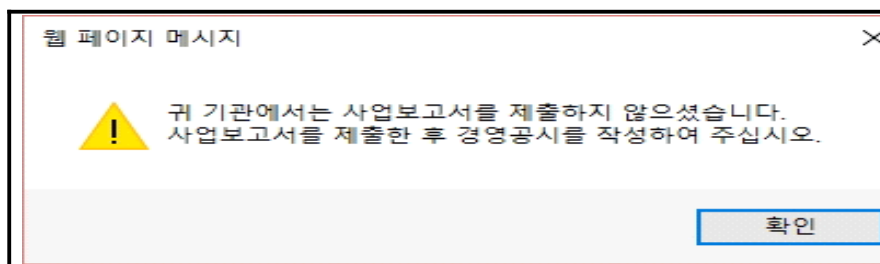 웹 페이지 메시지
귀 기관에서는 사업보고서를 제출하지 않으셨습니다.
사업보고서를 제출한 후 경영공시를 작성하여 주십시오.
확인